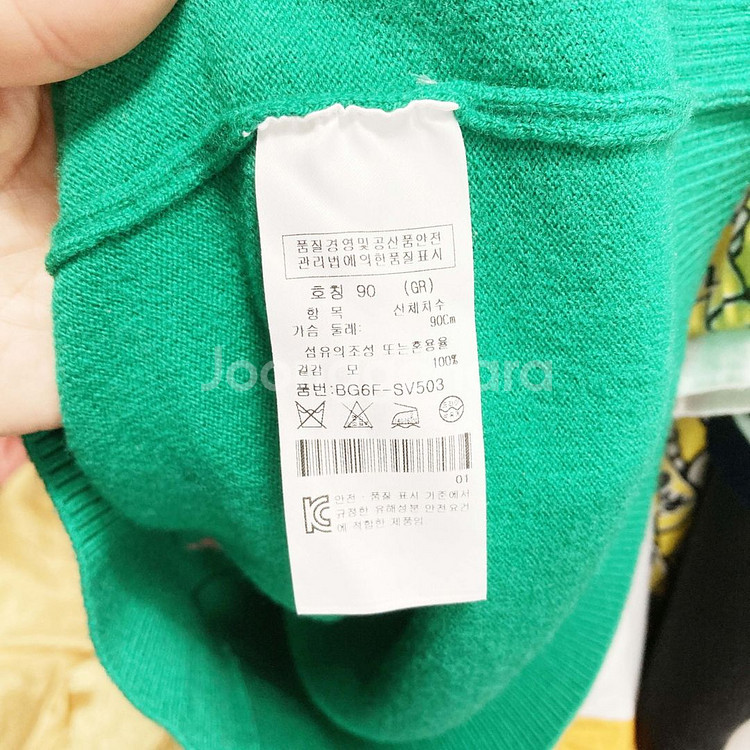 품질경영및공산품안전
관리법에의한품질표시
호칭 90 (GR)
항 목 신체치수
가슴 둘레: 90Cm
섬유의조성 또는혼용율
겉감 모 100%
품번:BG6F-SV503
01
안전·품질 표시 기준에서
규정한 유해성분 안전요건
에 적합한 제품임